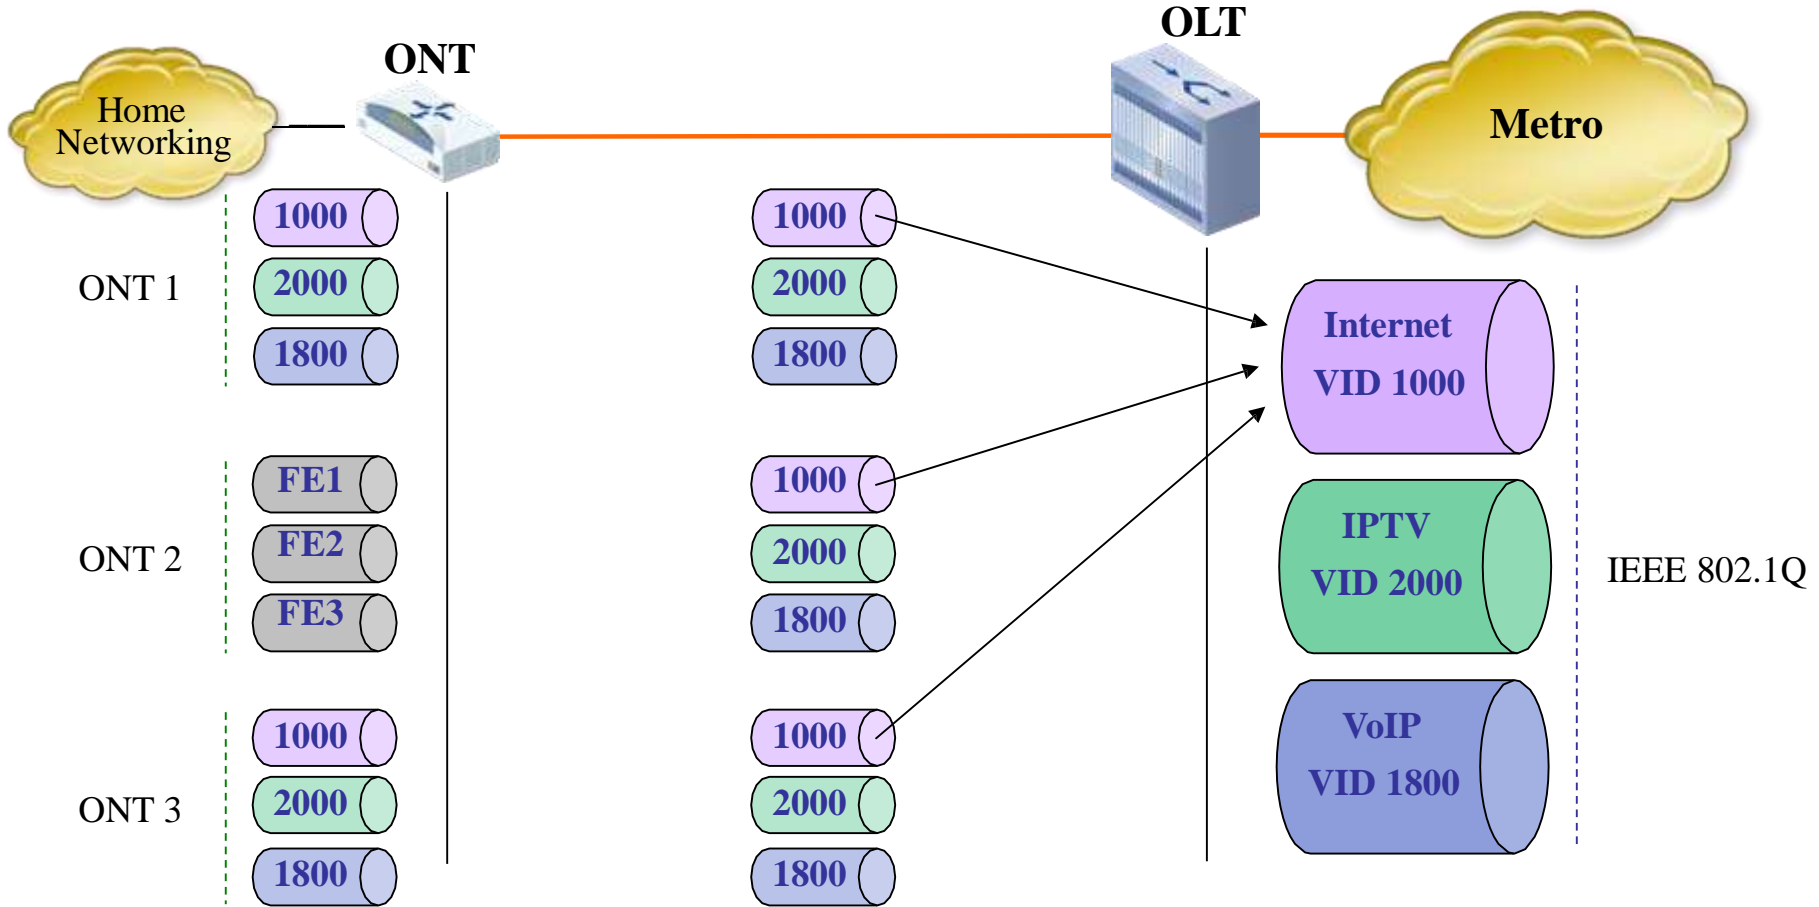 OLT
ONT
Home
Networking
Metro
ONT 1
1000
2000
1800
1000
2000
1800
ONT 2
FE1
FE2
FE3
1000
2000
1800
ONT 3
1000
2000
1800
1000
2000
1800
Internet
VID 1000
IPTV
VID 2000
VoIP
VID 1800
IEEE 802.1Q